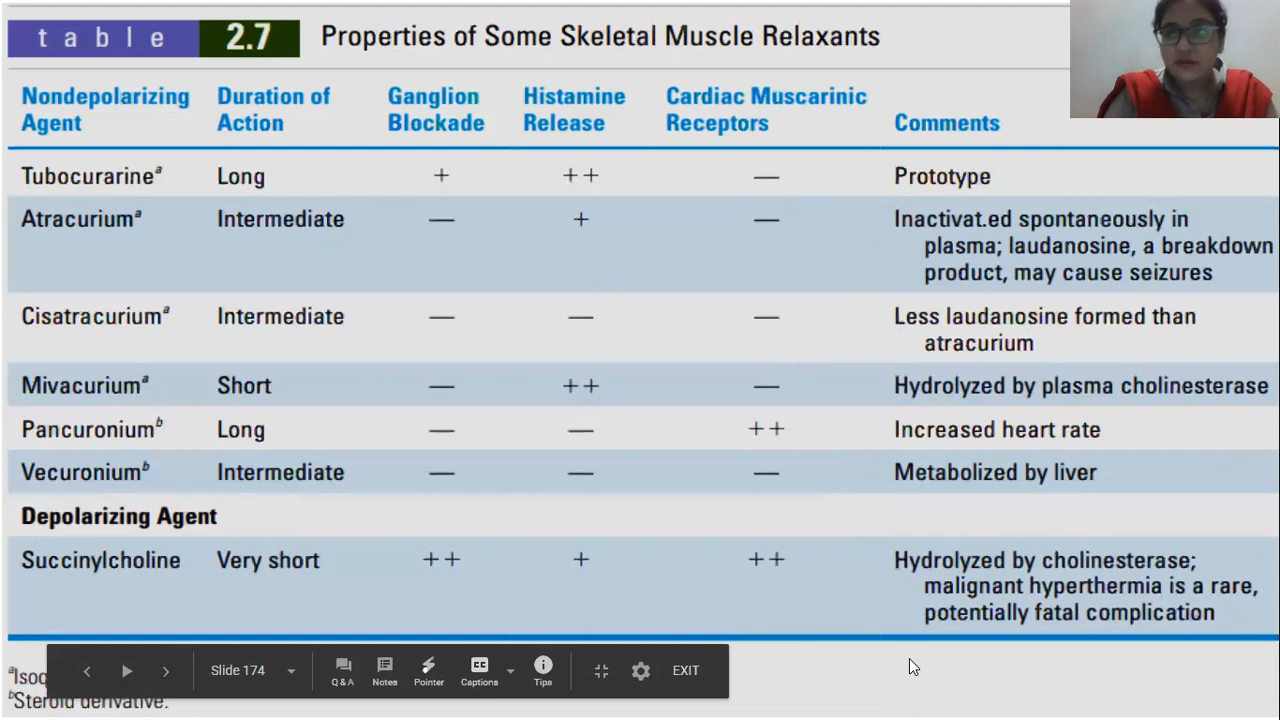 table 2.7 Properties of Some Skeletal Muscle Relaxants
Nondepolarizing Agent Duration of Action Ganglion Blockade Histamine Release Cardiac Muscarinic Receptors Comments
Tubocurarineᵃ Long + ++ — Prototype
Atracuriumᵃ Intermediate — + — Inactivat.ed spontaneously in
plasma; laudanosine, a breakdown
product, may cause seizures
Cisatracuriumᵃ Intermediate — — — Less laudanosine formed than
atracurium
Mivacuriumᵃ Short — ++ — Hydrolyzed by plasma cholinesterase
Pancuroniumᵇ Long — — ++ Increased heart rate
Vecuroniumᵇ Intermediate — — — Metabolized by liver
Depolarizing Agent
Succinylcholine Very short ++ + ++ Hydrolyzed by cholinesterase;
malignant hyperthermia is a rare,
potentially fatal complication
Slide 174 Q & A Notes Pointer CC Captions Tips EXIT
ᵇSteroid derivative.